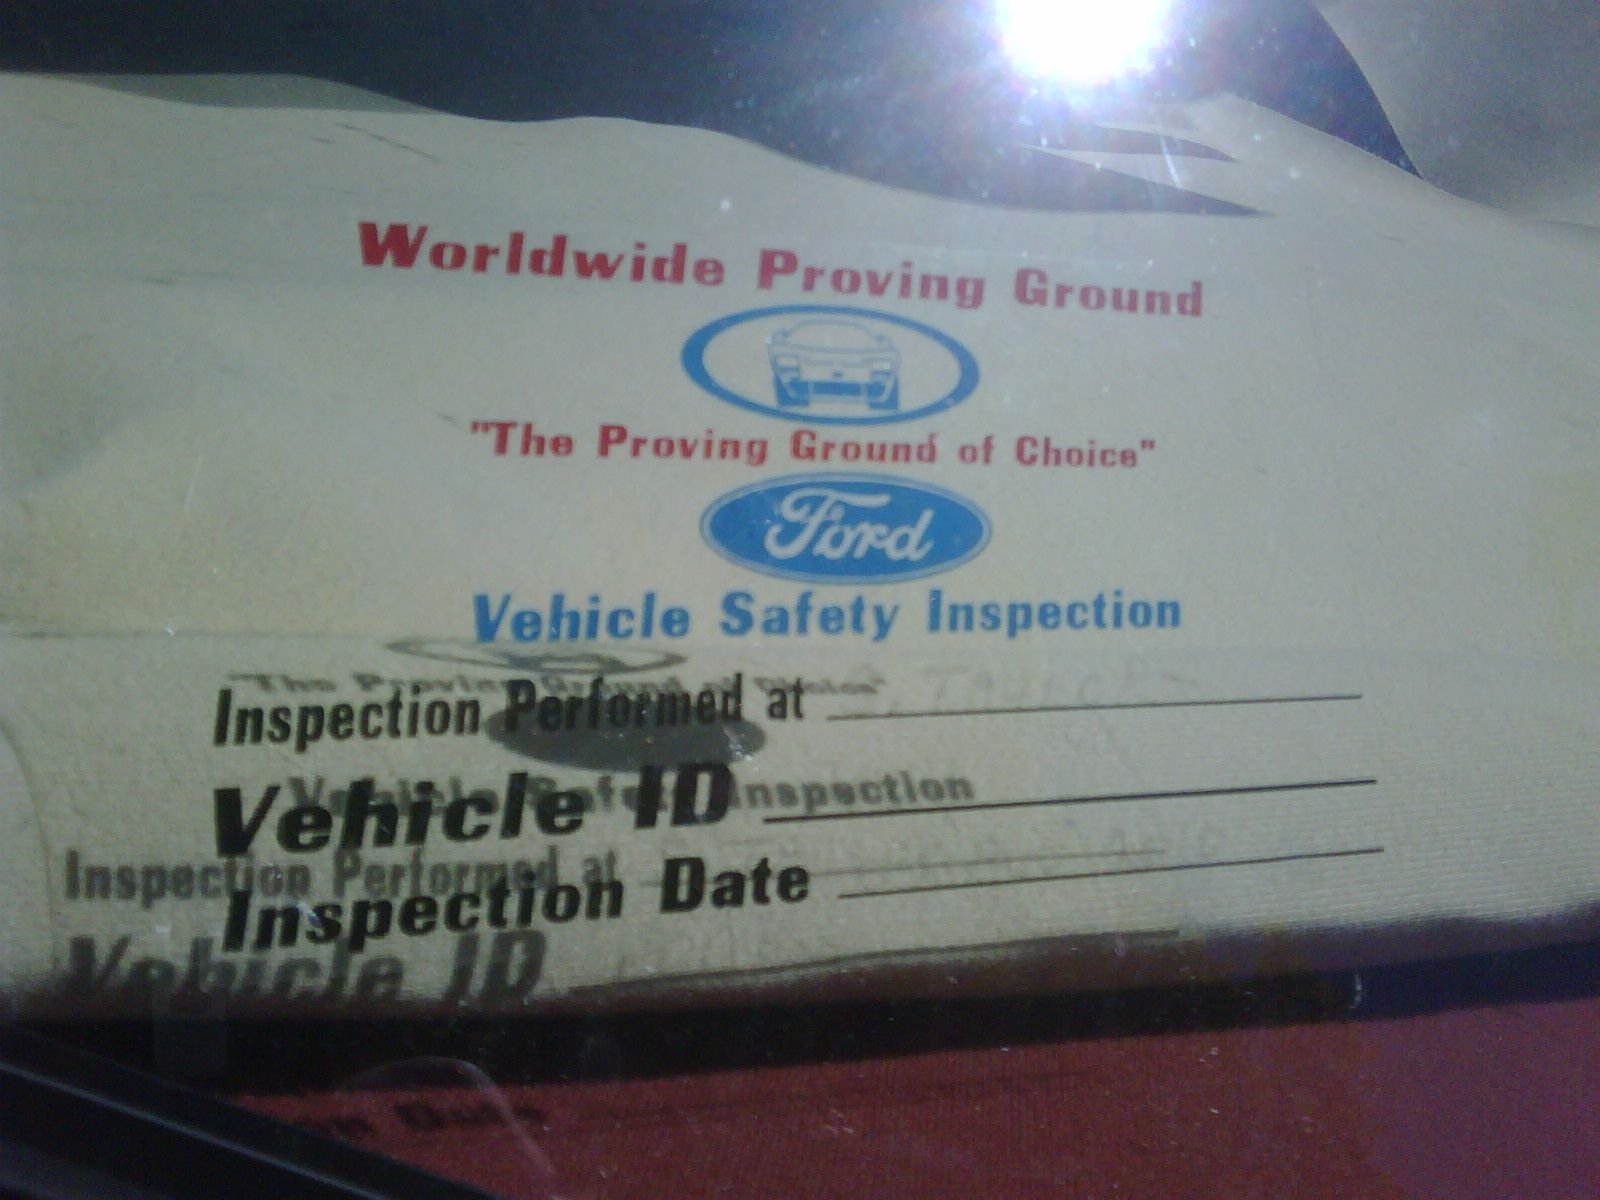 Worldwide Proving Ground
"The Proving Ground of Choice"
Ford
Vehicle Safety Inspection
Inspection Performed at
Vehicle ID
Inspection Date